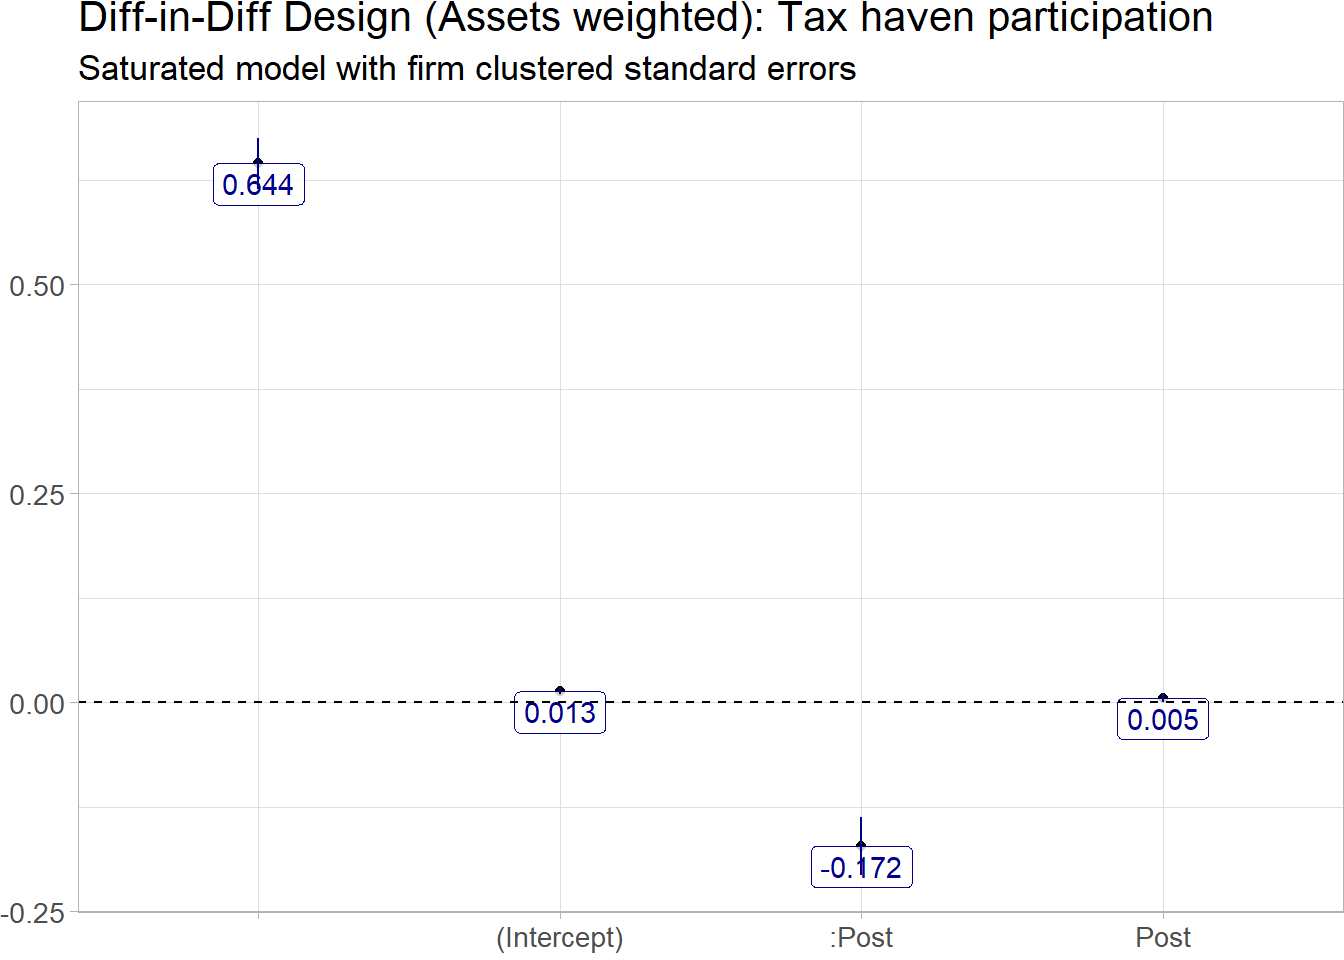 Diff-in-Diff Design (Assets weighted): Tax haven participation
Saturated model with firm clustered standard errors
0.644
0.50
0.25
0.00
0.013
0.005
-0.172
-0.25
(Intercept) :Post Post